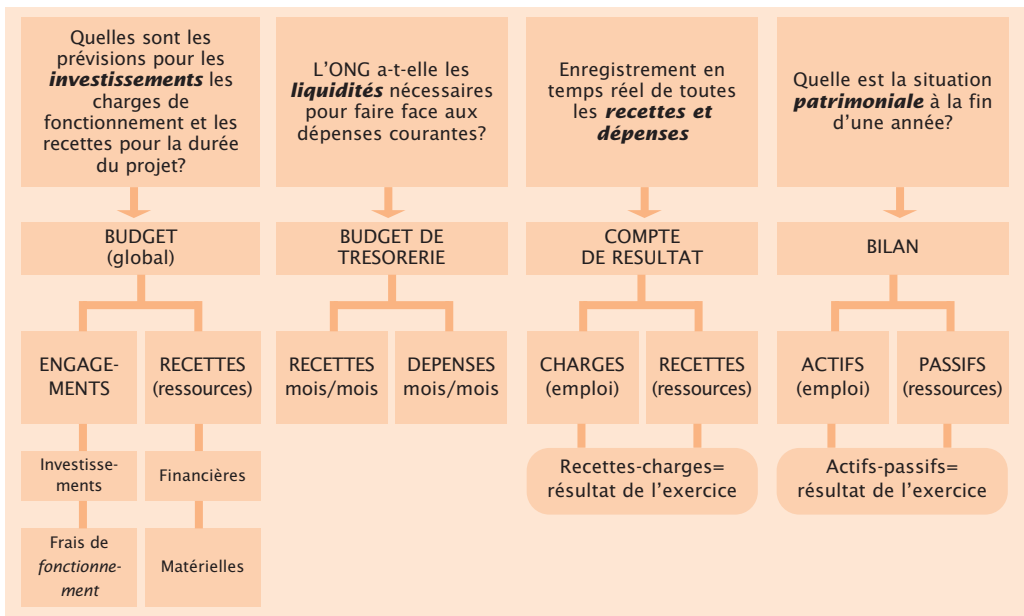 Quelles sont les
prévisions pour les
investissements les
charges de
fonctionnement et les
recettes pour la durée
du projet?
L'ONG a-t-elle les
liquidités nécessaires
pour faire face aux
dépenses courantes?
Enregistrement en
temps réel de toutes
les recettes et
dépenses
Quelle est la situation
patrimoniale à la fin
d'une année?
BUDGET
(global)
BUDGET DE
TRESORERIE
COMPTE
DE RESULTAT
BILAN
ENGAGE-
MENTS
RECETTES
(ressources)
RECETTES
mois/mois
DEPENSES
mois/mois
CHARGES
(emploi)
RECETTES
(ressources)
ACTIFS
(emploi)
PASSIFS
(ressources)
Investisse-
ments
Financières
Recettes-charges=
résultat de l'exercice
Actifs-passifs=
résultat de l'exercice
Frais de
fonctionne-
ment
Matérielles